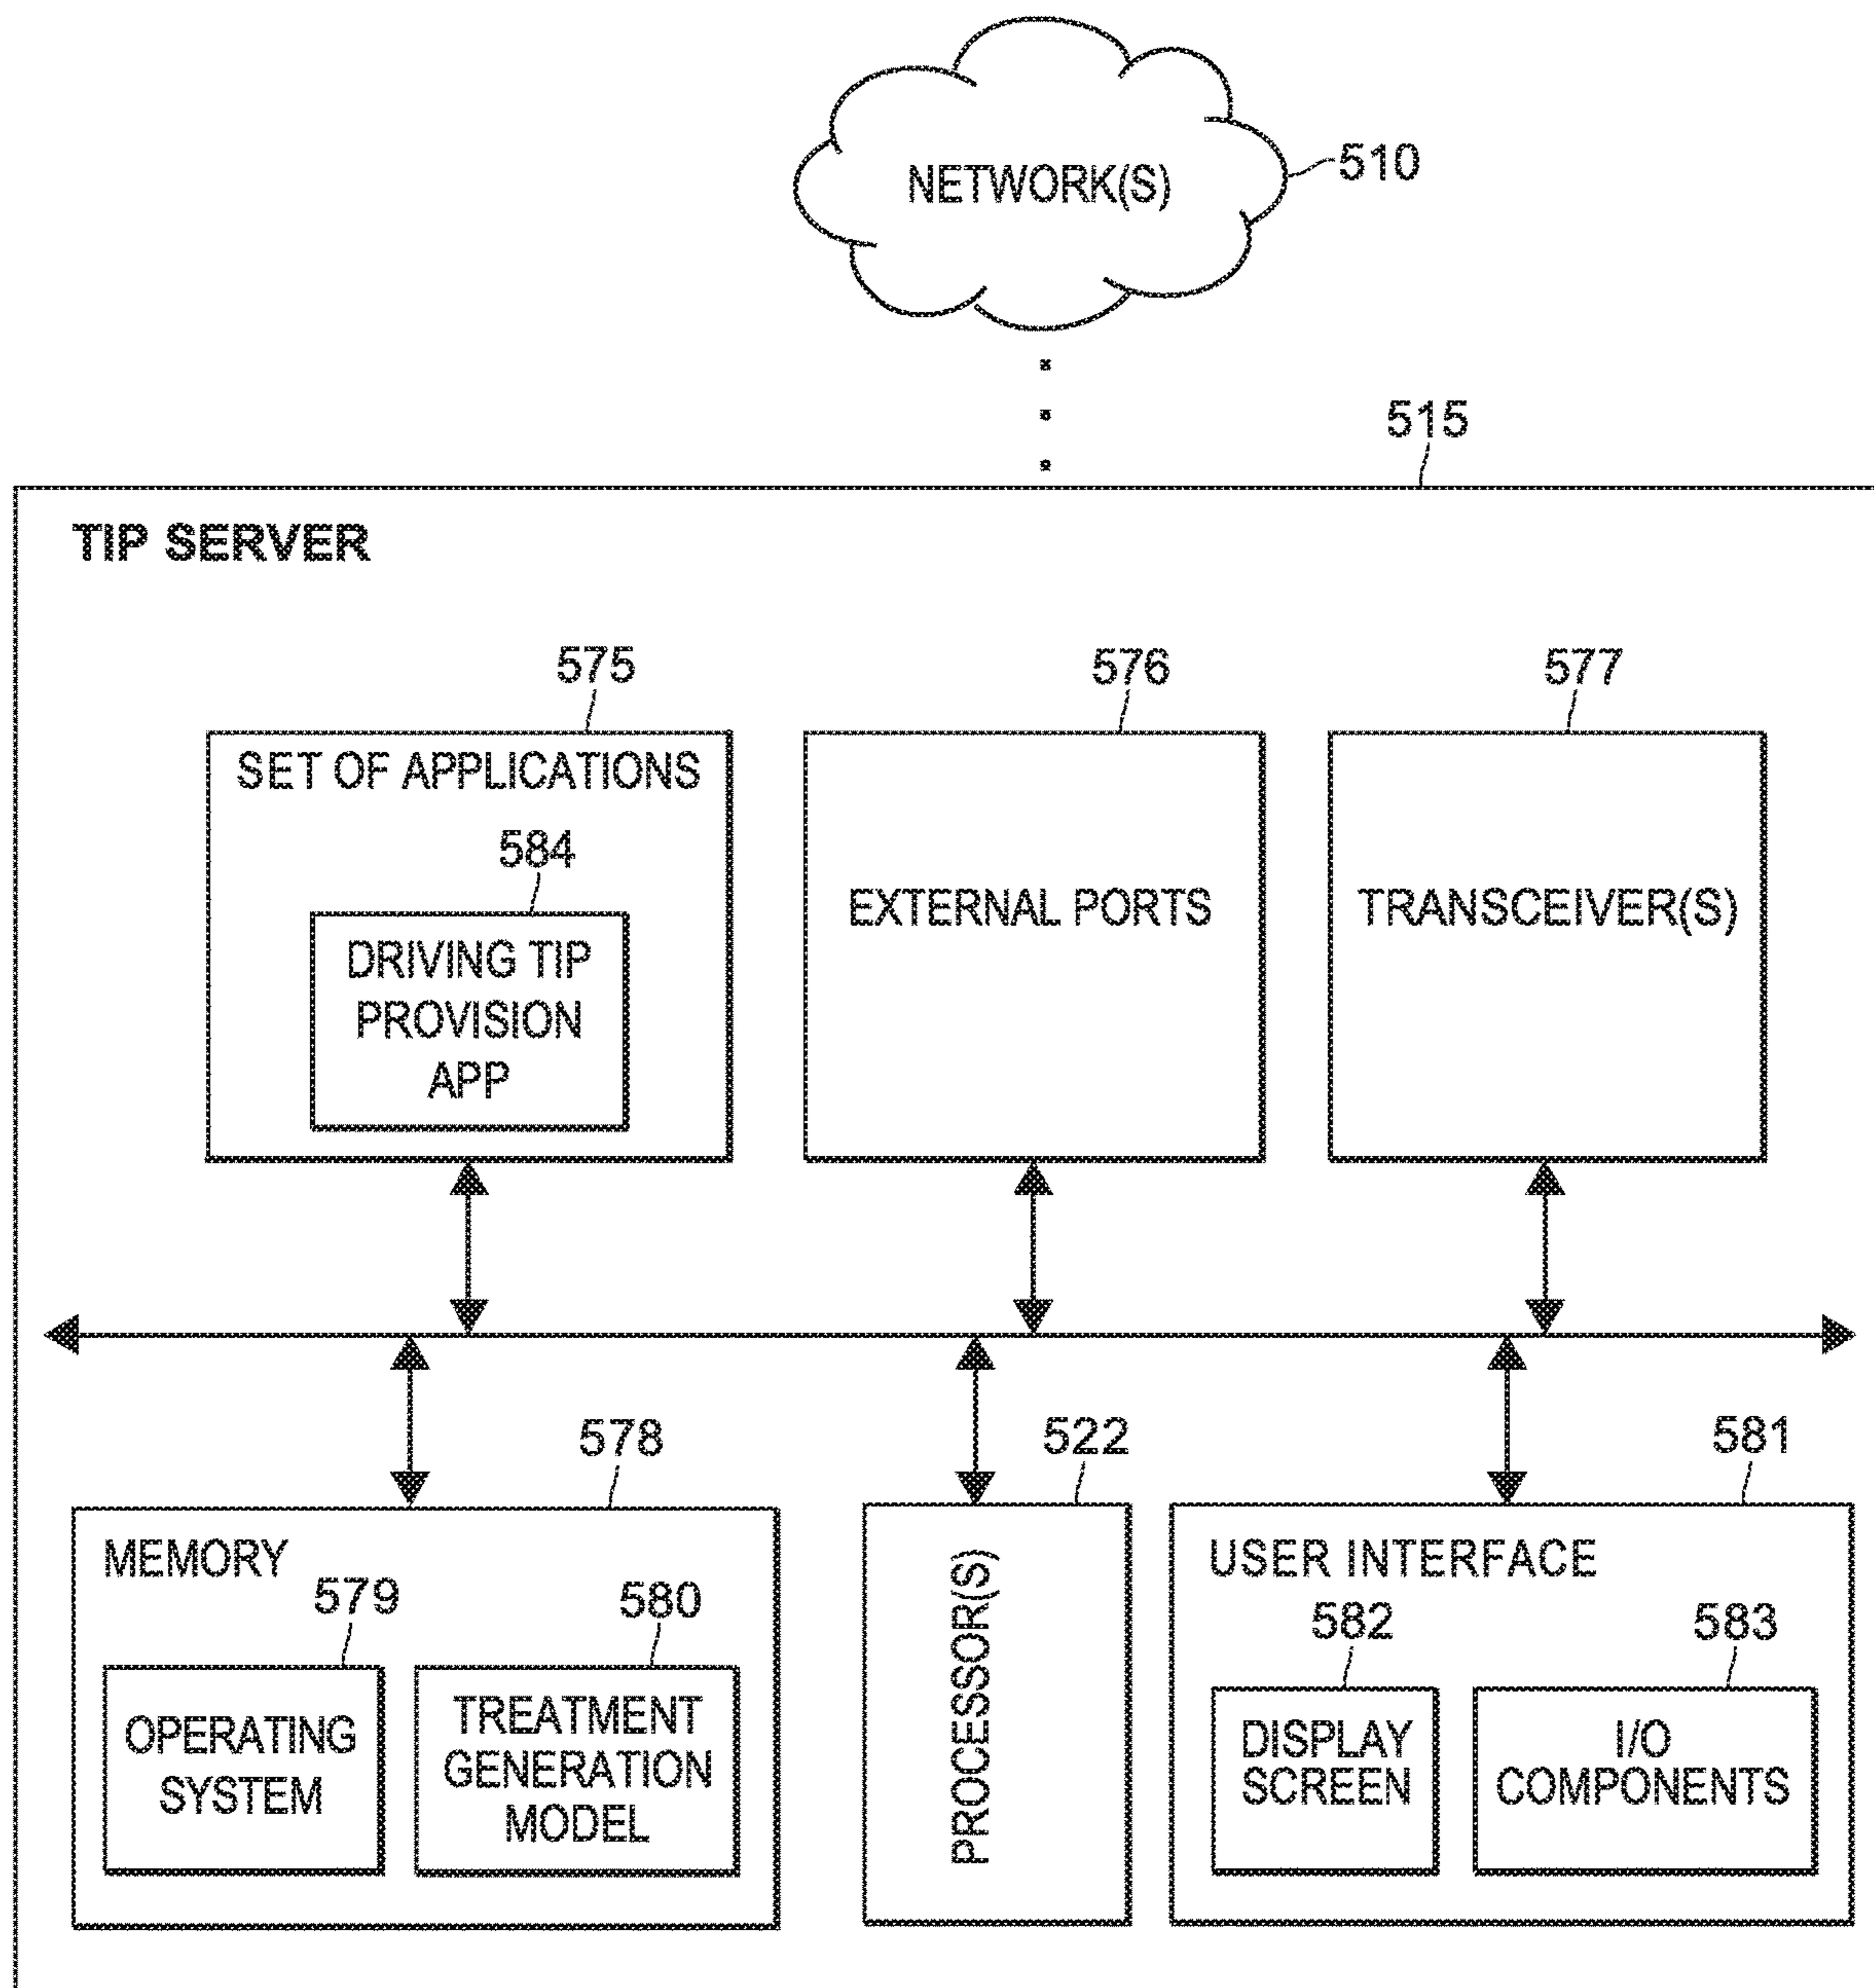 NETWORK(S)
510
515
TIP SERVER
575
576
577
SET OF APPLICATIONS
584
DRIVING TIP
PROVISION
APP
EXTERNAL PORTS
TRANSCEIVER(S)
578
522
581
MEMORY
579
580
OPERATING
SYSTEM
TREATMENT
GENERATION
MODEL
PROCESSOR(S)
USER INTERFACE
582
583
DISPLAY
SCREEN
I/O
COMPONENTS